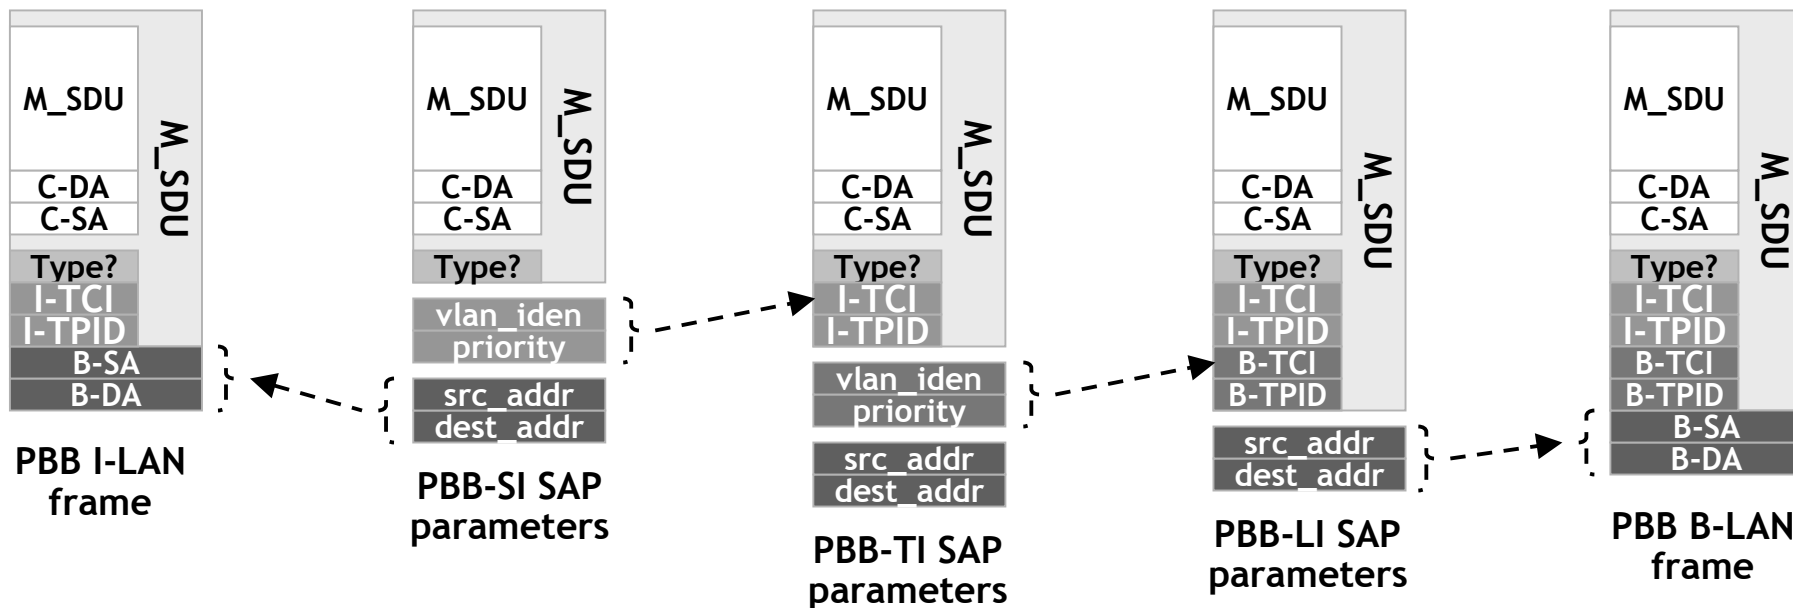 M_SDU
C-DA
C-SA
Type?
I-TCI
I-TPID
B-SA
B-DA
M_SDU
PBB I-LAN
frame
M_SDU
C-DA
C-SA
Type?
M_SDU
vlan_iden
priority
src_addr
dest_addr
PBB-SI SAP
parameters
M_SDU
C-DA
C-SA
Type?
I-TCI
I-TPID
M_SDU
vlan_iden
priority
src_addr
dest_addr
PBB-TI SAP
parameters
M_SDU
C-DA
C-SA
Type?
I-TCI
I-TPID
B-TCI
B-TPID
M_SDU
src_addr
dest_addr
PBB-LI SAP
parameters
M_SDU
C-DA
C-SA
Type?
I-TCI
I-TPID
B-TCI
B-TPID
M_SDU
B-SA
B-DA
PBB B-LAN
frame